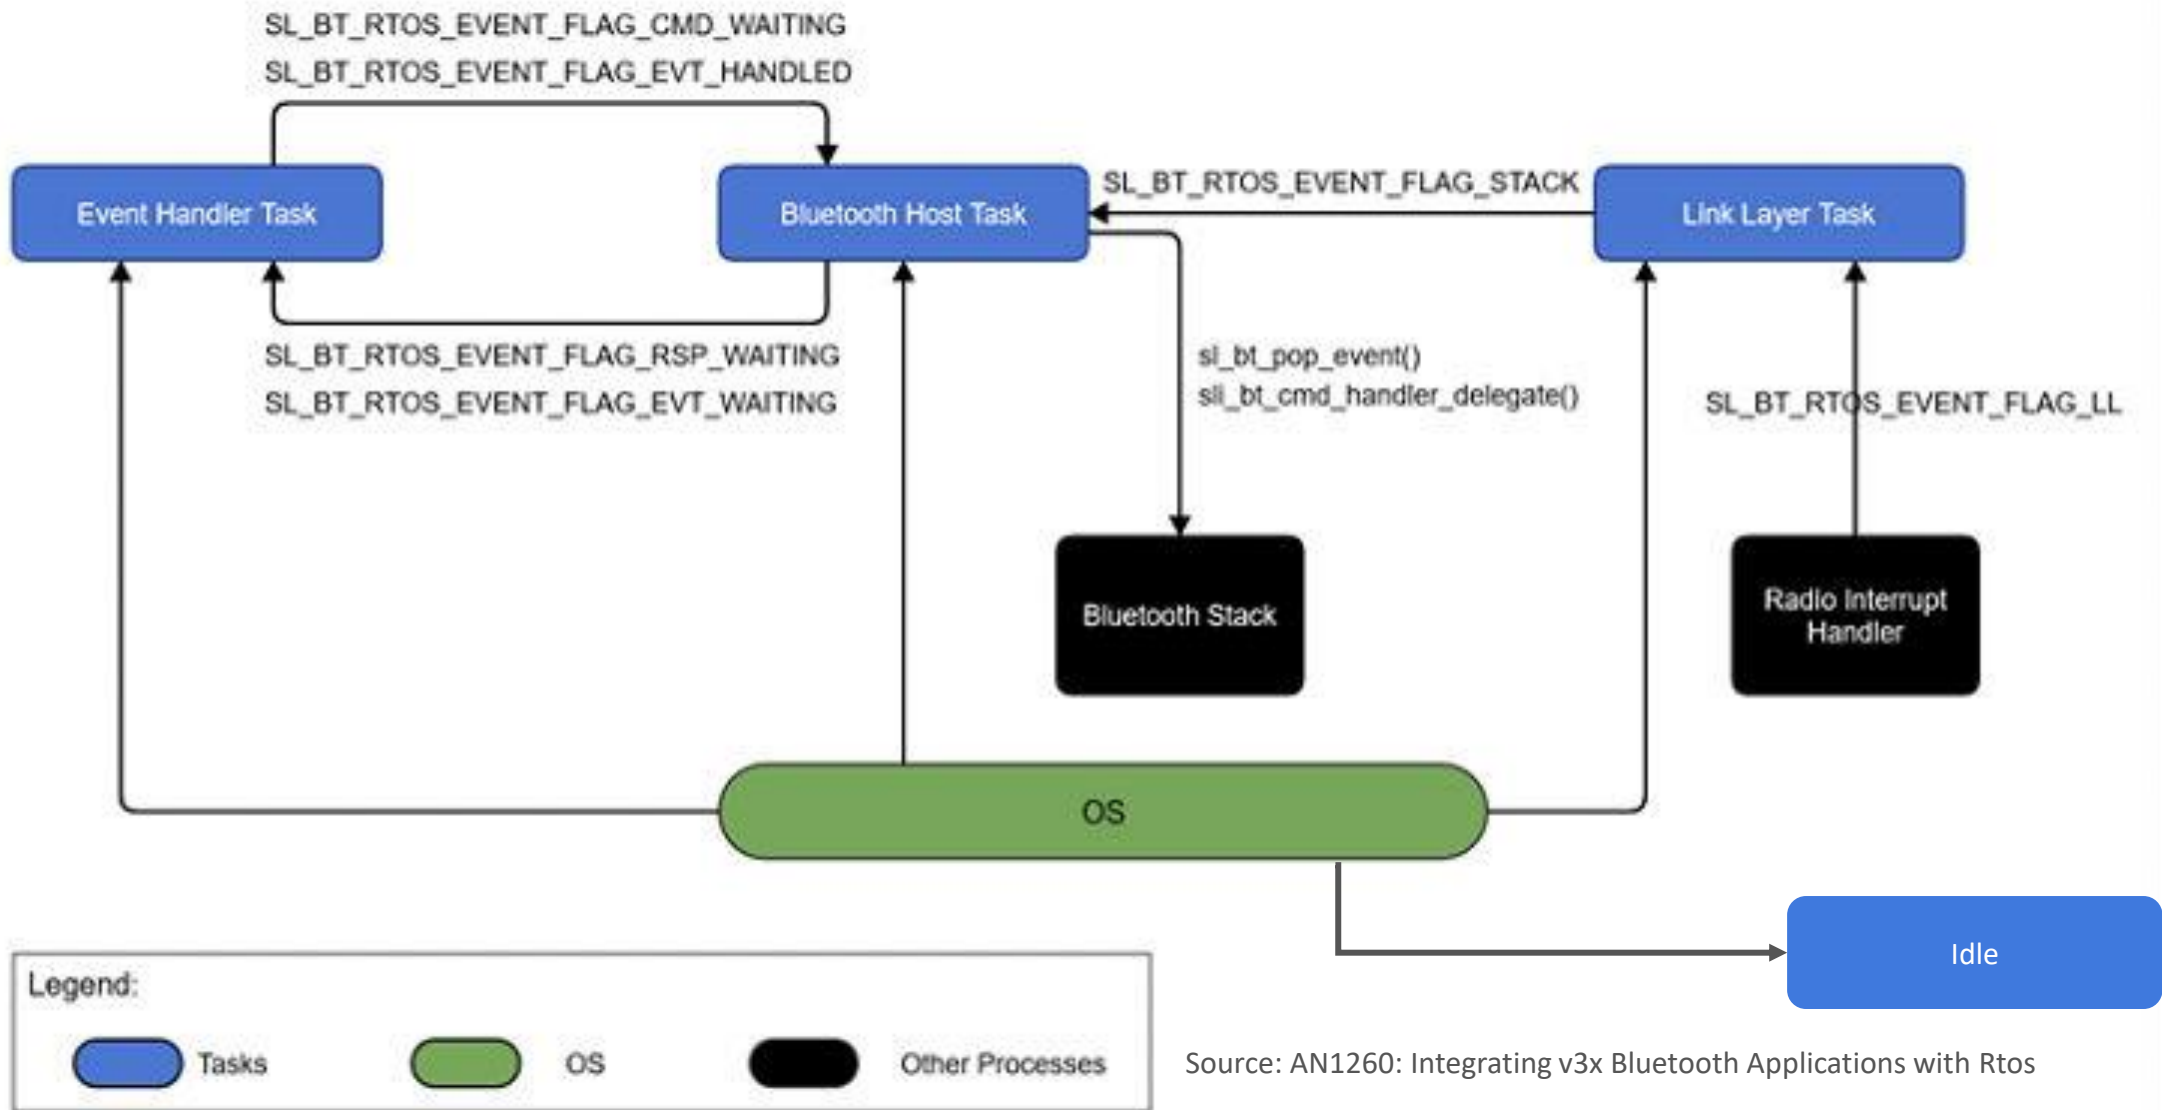 SL_BT_RTOS_EVENT_FLAG_CMD_WAITING
SL_BT_RTOS_EVENT_FLAG_EVT_HANDLED
Event Handler Task
Bluetooth Host Task
SL_BT_RTOS_EVENT_FLAG_STACK
Link Layer Task
SL_BT_RTOS_EVENT_FLAG_RSP_WAITING
SL_BT_RTOS_EVENT_FLAG_EVT_WAITING
sl_bt_pop_event()
sli_bt_cmd_handler_delegate()
SL_BT_RTOS_EVENT_FLAG_LL
Bluetooth Stack
Radio Interrupt
Handler
OS
Idle
Legend:
Tasks
OS
Other Processes
Source: AN1260: Integrating v3x Bluetooth Applications with Rtos